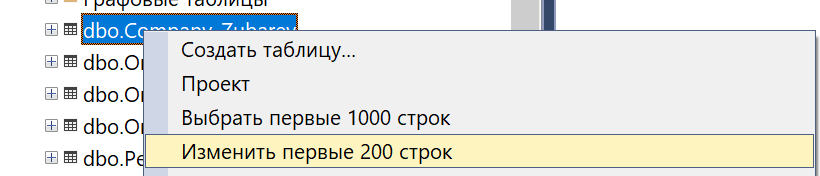 Графовые таблицы
dbo.Company_Zubarev
Создать таблицу...
dbo.Or
Проект
dbo.Or
Выбрать первые 1000 строк
dbo.Or
Изменить первые 200 строк
dbo.Pe